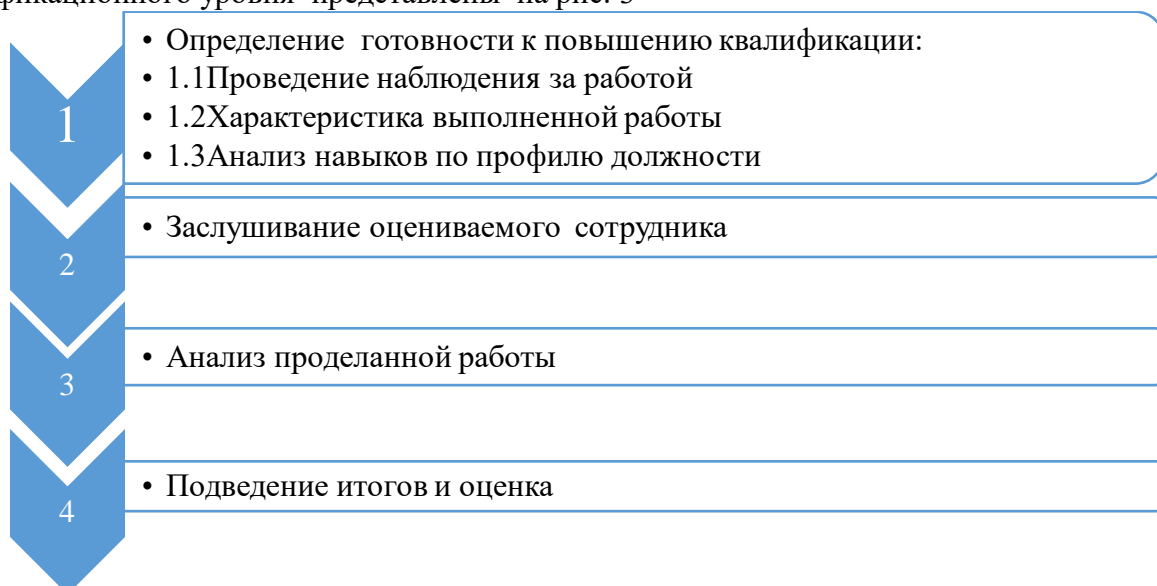 фикационного уровня представлены на рис. 3
1
• Определение готовности к повышению квалификации:
• 1.1Проведение наблюдения за работой
• 1.2Характеристика выполненной работы
• 1.3Анализ навыков по профилю должности
2
• Заслушивание оцениваемого сотрудника
3
• Анализ проделанной работы
4
• Подведение итогов и оценка